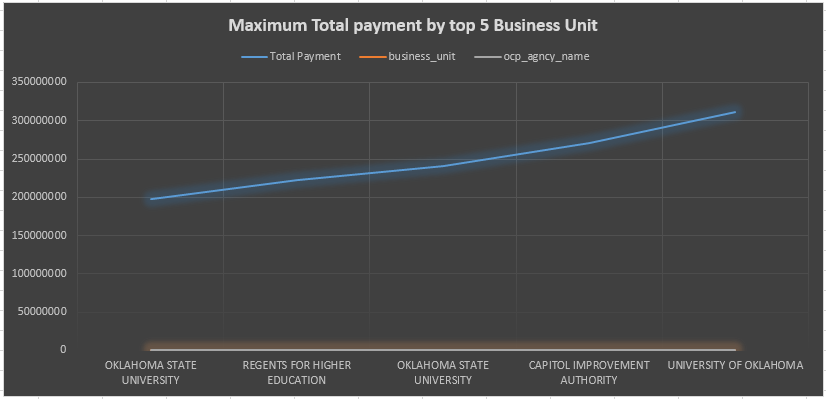 Maximum Total payment by top 5 Business Unit
Total Payment business_unit ocp_agncy_name
350000000
300000000
250000000
200000000
150000000
100000000
50000000
0
OKLAHOMA STATE
UNIVERSITY
REGENTS FOR HIGHER
EDUCATION
OKLAHOMA STATE
UNIVERSITY
CAPITOL IMPROVEMENT
AUTHORITY
UNIVERSITY OF OKLAHOMA